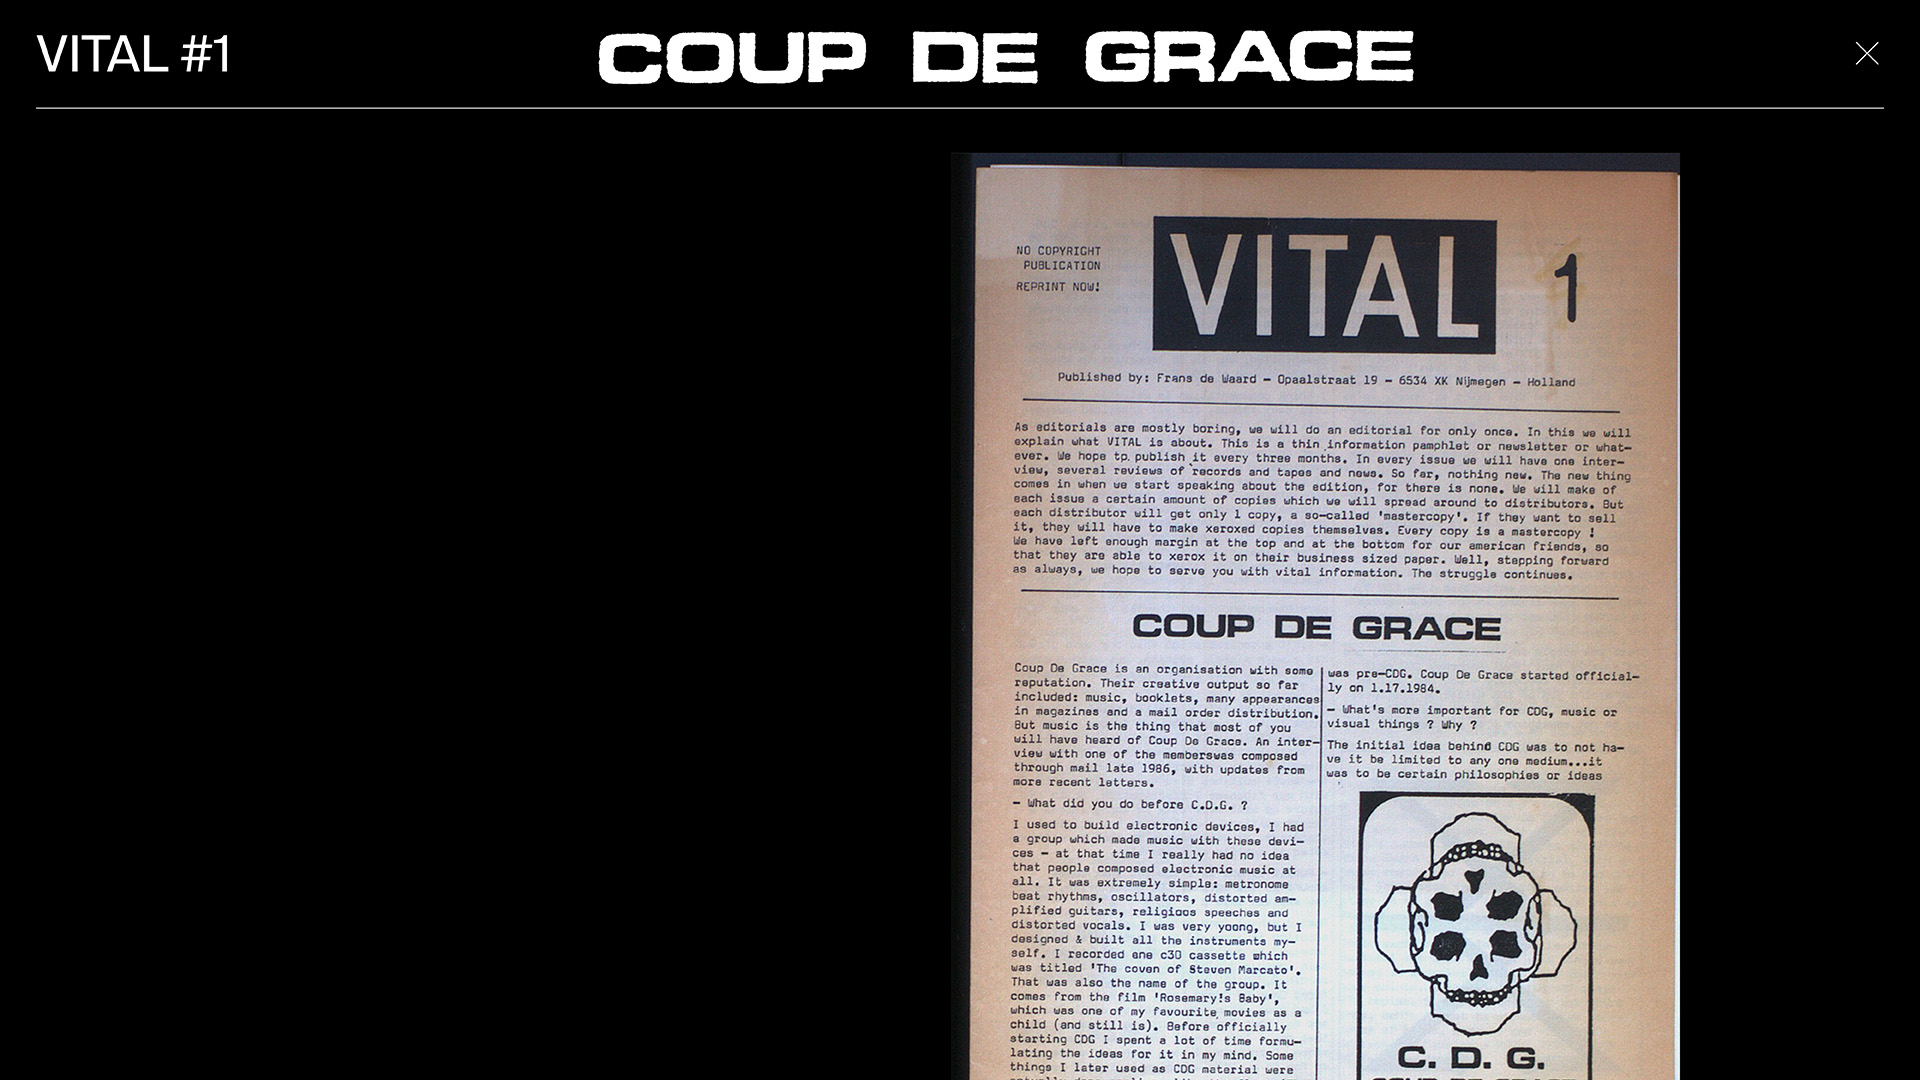 VITAL #1
COUP DE GRACE
NO COPYRIGHT
PUBLICATION
REPRINT NOW!
VITAL
1
Published by: Frans de Waard - Opaalstraat 19 - 6534 XK Nijmegen - Holland
As editorials are mostly boring, we will do an editorial for only once. In this we will
explain what VITAL is about. This is a thin information pamphlet or newsletter or what-
ever. We hope tp publish it every three months. In every issue we will have one inter-
view, several reviews of records and tapes and news. So far, nothing new. The new thing
comes in when we start speaking about the edition, for there is none. We will make of
each issue a certain amount of copies which we will spread around to distributors. But
each distributor will get only 1 copy, a so-called 'mastercopy'. If they want to sell
it, they will have to make xeroxed copies themselves. Every copy is a mastercopy !
We have left enough margin at the top and at the bottom for our american friends, so
that they are able to xerox it on their business sized paper. Well, stepping forward
as always, we hope to serve you with vital information. The struggle continues.
COUP DE GRACE
Coup De Grace is an organisation with some
reputation. Their creative output so far
included: music, booklets, many appearances
in magazines and a mail order distribution.
But music is the thing that most of you
will have heard of Coup De Grace. An inter-
view with one of the memberswas composed
through mail late 1986, with updates from
more recent letters.
- What did you do before C.D.G. ?
I used to build electronic devices, I had
a group which made music with these devi-
ces - at that time I really had no idea
that people composed electronic music at
all. It was extremely simple: metronome
beat rhythms, oscillators, distorted am-
plified guitars, religious speeches and
distorted vocals. I was very young, but I
designed & built all the instruments my-
self. I recorded one c30 cassette which
was titled 'The coven of Steven Marcato'.
That was also the name of the group. It
comes from the film 'Rosemary!s Baby',
which was one of my favourite movies as a
child (and still is). Before officially
starting CDG I spent a lot of time formu-
lating the ideas for it in my mind. Some
things I later used as CDG material were
was pre-CDG. Coup De Grace started official-
ly on 1.17.1984.
- What's more important for CDG, music or
visual things ? Why ?
The initial idea behind CDG was to not ha-
ve it be limited to any one medium...it
was to be certain philosophies or ideas
C. D. G.